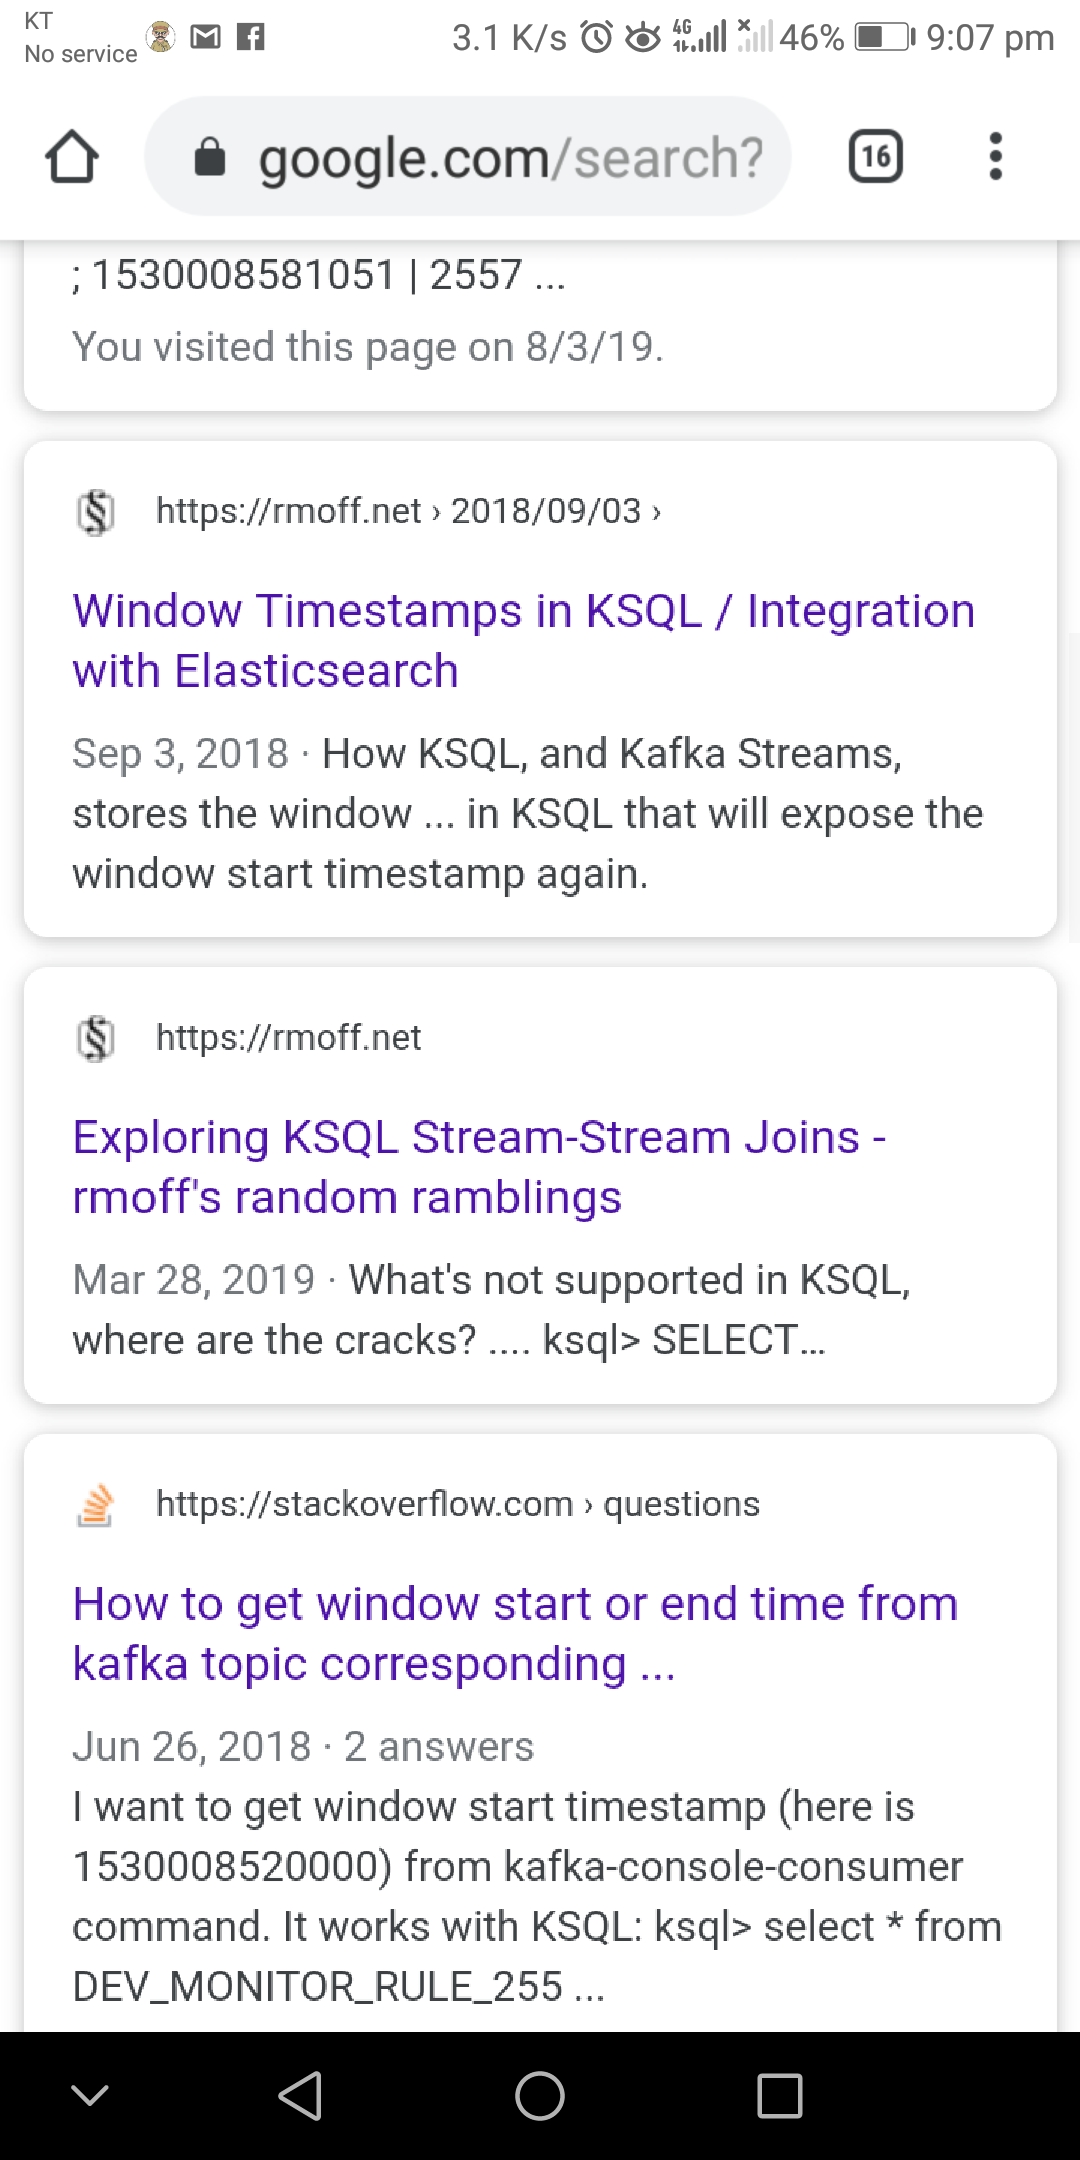 KT
No service
3.1 K/s 4G 46% 9:07 pm
google.com/search?
16
; 1530008581051 | 2557 ...
You visited this page on 8/3/19.
https://rmoff.net › 2018/09/03 ›
Window Timestamps in KSQL / Integration
with Elasticsearch
Sep 3, 2018 · How KSQL, and Kafka Streams,
stores the window ... in KSQL that will expose the
window start timestamp again.
https://rmoff.net
Exploring KSQL Stream-Stream Joins -
rmoff's random ramblings
Mar 28, 2019 · What's not supported in KSQL,
where are the cracks? .... ksql> SELECT...
https://stackoverflow.com › questions
How to get window start or end time from
kafka topic corresponding ...
Jun 26, 2018 · 2 answers
I want to get window start timestamp (here is
1530008520000) from kafka-console-consumer
command. It works with KSQL: ksql> select * from
DEV_MONITOR_RULE_255 ...